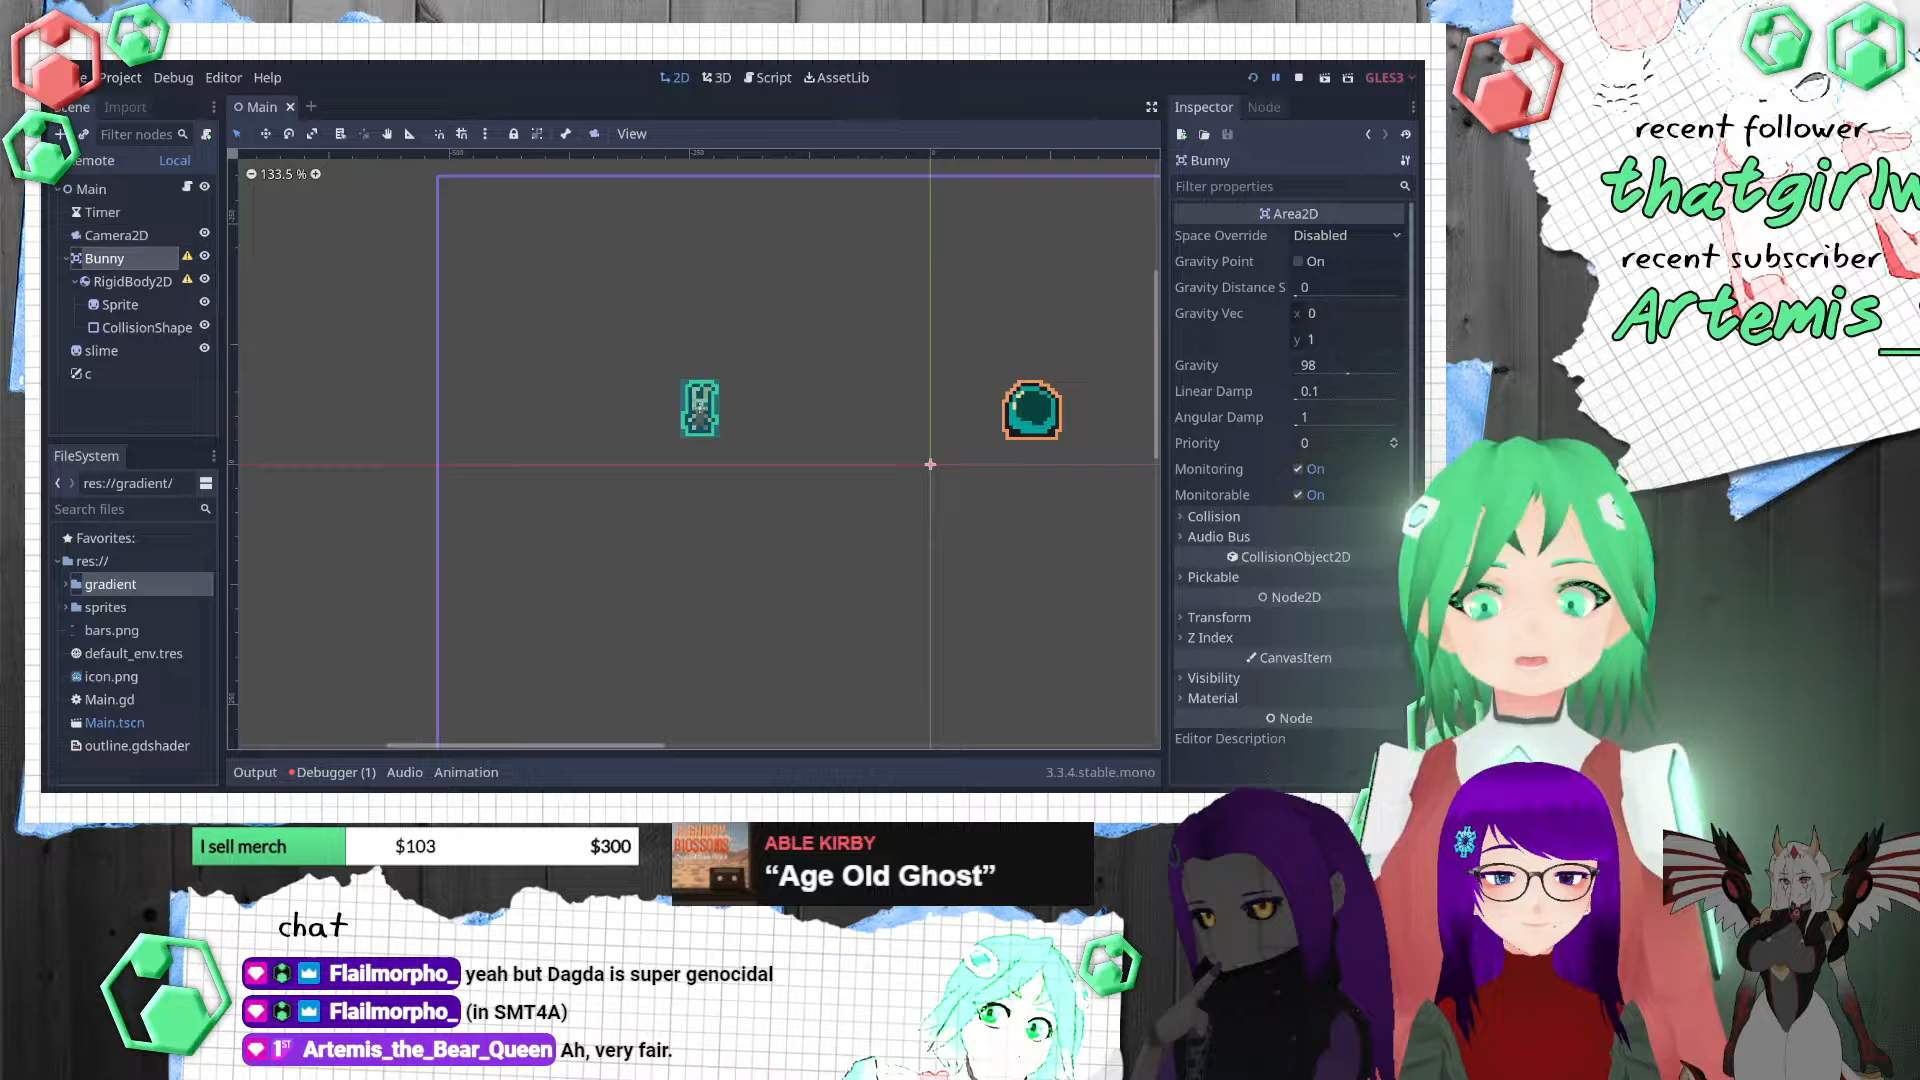 Project Debug Editor Help
2D 3D Script AssetLib
GLES3
Scene Import
Main
Inspector Node
Filter nodes
View
Remote Local
Bunny
133.5 %
Filter properties
Main
Timer
Camera2D
Bunny
RigidBody2D
Sprite
CollisionShape
slime
c
Area2D
Space Override Disabled
Gravity Point On
Gravity Distance S 0
Gravity Vec x 0
y 1
Gravity 98
Linear Damp 0.1
Angular Damp 1
Priority 0
Monitoring On
Monitorable On
Collision
Audio Bus
CollisionObject2D
Pickable
Node2D
Transform
Z Index
CanvasItem
Visibility
Material
Node
Editor Description
FileSystem
res://gradient/
Search files
Favorites:
res://
gradient
sprites
bars.png
default_env.tres
icon.png
Main.gd
Main.tscn
outline.gdshader
Output Debugger (1) Audio Animation
3.3.4.stable.mono
recent follower
thatgirlw
recent subscriber
Artemis_
I sell merch $103 $300
ABLE KIRBY
“Age Old Ghost”
chat
Flailmorpho_ yeah but Dagda is super genocidal
Flailmorpho_ (in SMT4A)
1ST Artemis_the_Bear_Queen Ah, very fair.